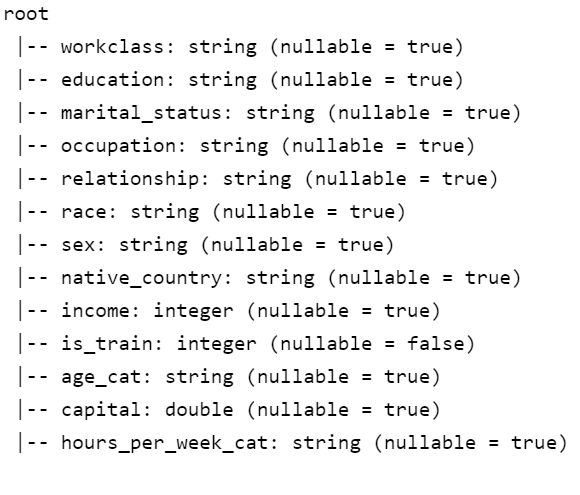 root
 |-- workclass: string (nullable = true)
 |-- education: string (nullable = true)
 |-- marital_status: string (nullable = true)
 |-- occupation: string (nullable = true)
 |-- relationship: string (nullable = true)
 |-- race: string (nullable = true)
 |-- sex: string (nullable = true)
 |-- native_country: string (nullable = true)
 |-- income: integer (nullable = true)
 |-- is_train: integer (nullable = false)
 |-- age_cat: string (nullable = true)
 |-- capital: double (nullable = true)
 |-- hours_per_week_cat: string (nullable = true)